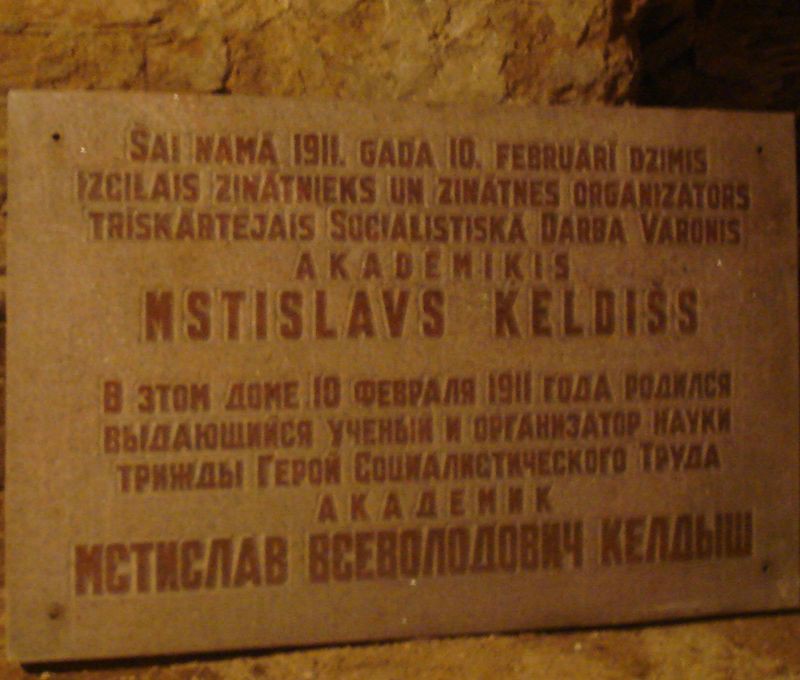 ŠAI NAMĀ 1911. GADA 10. FEBRUĀRĪ DZIMIS
IZCILAIS ZINĀTNIEKS UN ZINĀTNES ORGANIZATORS
TRĪSKĀRTĒJAIS SOCIĀLISTISKĀ DARBA VARONIS
AKADĒMIĶIS
MSTISLAVS ĶELDIŠS
В ЭТОМ ДОМЕ 10 ФЕВРАЛЯ 1911 ГОДА РОДИЛСЯ
ВЫДАЮЩИЙСЯ УЧЕНЫЙ И ОРГАНИЗАТОР НАУКИ
ТРИЖДЫ ГЕРОЙ СОЦИАЛИСТИЧЕСКОГО ТРУДА
АКАДЕМИК
МСТИСЛАВ ВСЕВОЛОДОВИЧ КЕЛДЫШ